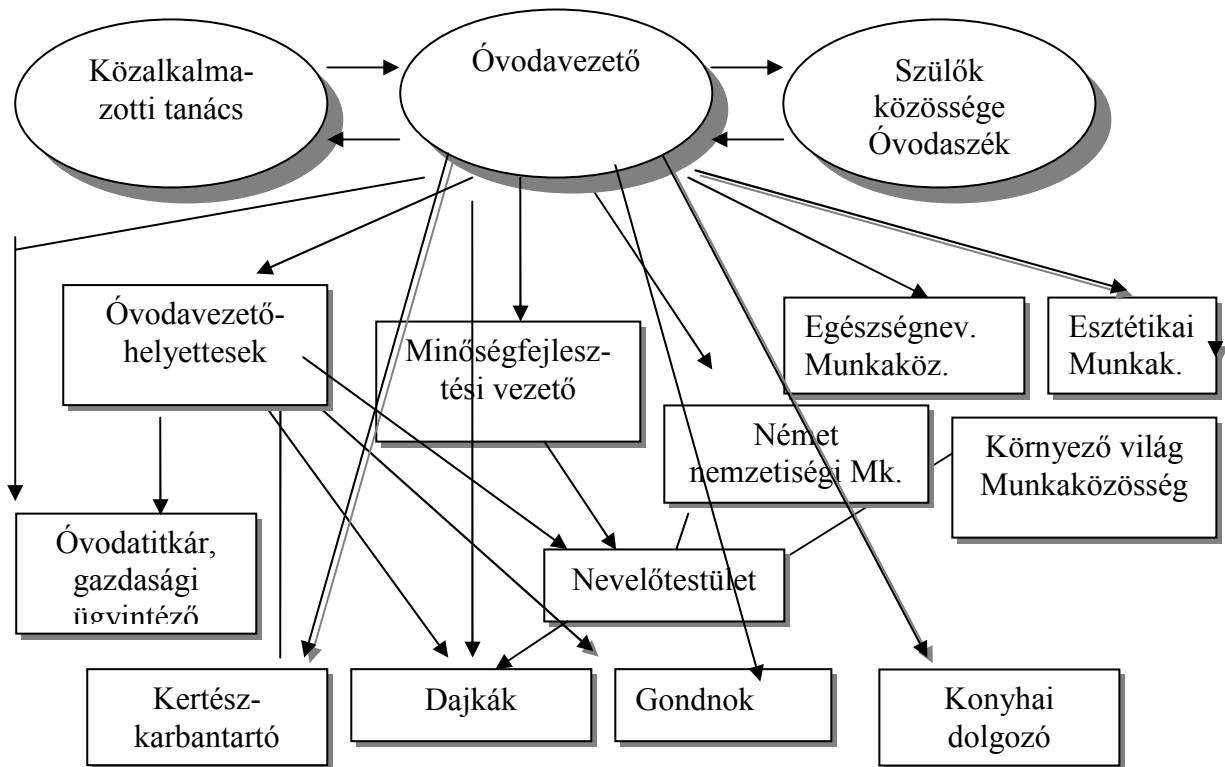 Közalkalma-
zotti tanács
Óvodavezető
Szülők
közössége
Óvodaszék
Óvodavezető-
helyettesek
Minőségfejlesz-
tési vezető
Egészségnev.
Munkaköz.
Esztétikai
Munkak.
Német
nemzetiségi Mk.
Környező világ
Munkaközösség
Óvodatitkár,
gazdasági
ügyintéző
Nevelőtestület
Kertész-
karbantartó
Dajkák
Gondnok
Konyhai
dolgozó